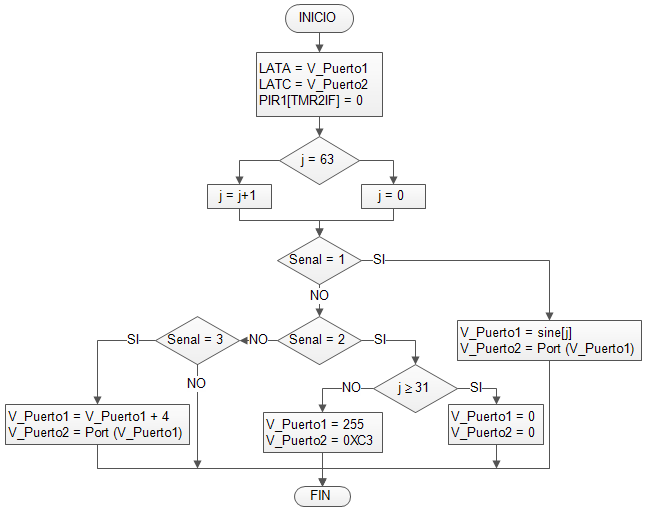 INICIO
LATA = V_Puerto1
LATC = V_Puerto2
PIR1[TMR2IF] = 0
j = 63
j = j+1
j = 0
Senal = 1
SI
NO
Senal = 2
SI
NO
Senal = 3
SI
NO
V_Puerto1 = sine[j]
V_Puerto2 = Port (V_Puerto1)
j ≥ 31
NO
SI
V_Puerto1 = V_Puerto1 + 4
V_Puerto2 = Port (V_Puerto1)
V_Puerto1 = 255
V_Puerto2 = 0XC3
V_Puerto1 = 0
V_Puerto2 = 0
FIN